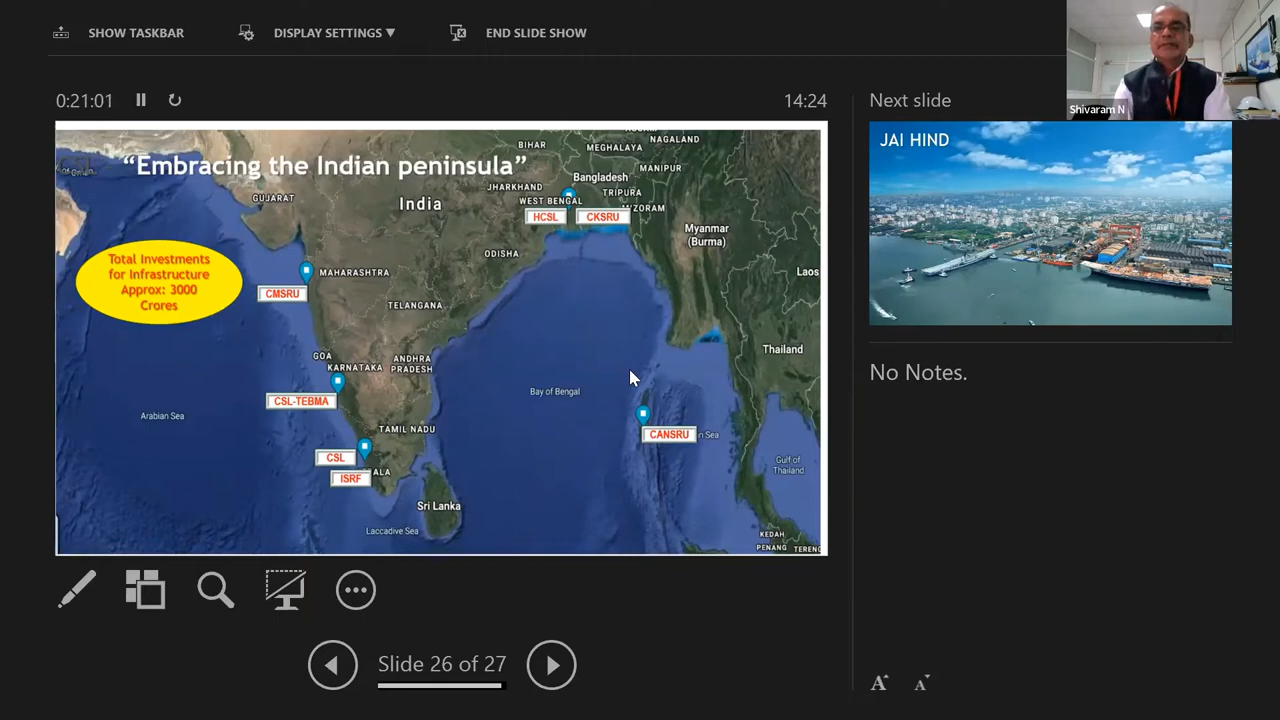 SHOW TASKBAR
DISPLAY SETTINGS ▼
END SLIDE SHOW
Shivaram N
0:21:01
14:24
Next slide
"Embracing the Indian peninsula"
BIHAR
MEGHALAYA
NAGALAND
MANIPUR
Bangladesh
JHARKHAND
TRIPURA
WEST BENGAL
MIZORAM
GUJARAT
India
HCSL
CKSRU
Myanmar
(Burma)
ODISHA
Laos
Total Investments
for Infrastructure
Approx: 3000
Crores
MAHARASHTRA
CMSRU
TELANGANA
Thailand
GOA
KARNATAKA
ANDHRA
PRADESH
Bay of Bengal
CSL-TEBMA
Arabian Sea
TAMIL NADU
CANSRU
n Sea
CSL
ALA
ISRF
Gulf of
Thailand
Sri Lanka
Laccadive Sea
KEDAH
PENANG
TERENG
JAI HIND
No Notes.
Slide 26 of 27
A
A